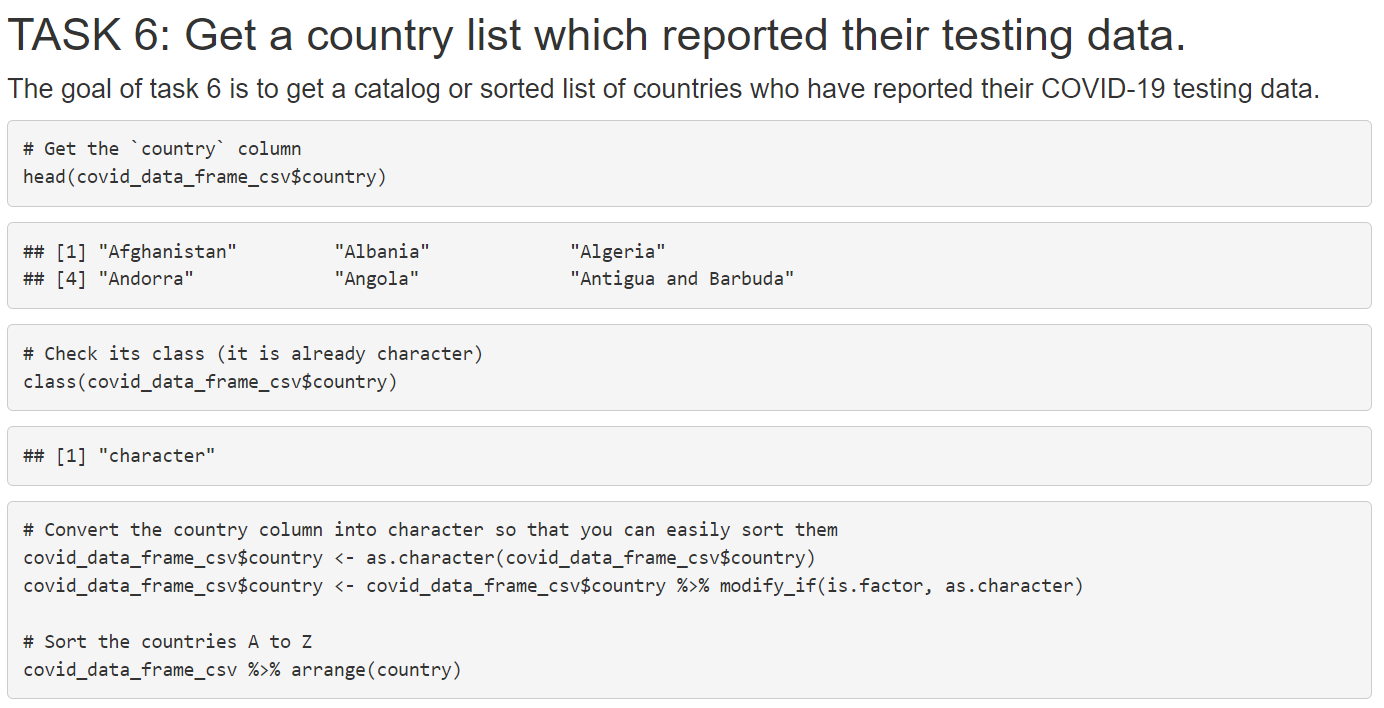 TASK 6: Get a country list which reported their testing data.
The goal of task 6 is to get a catalog or sorted list of countries who have reported their COVID-19 testing data.
# Get the `country` column
head(covid_data_frame_csv$country)
## [1] "Afghanistan"         "Albania"             "Algeria"
## [4] "Andorra"             "Angola"              "Antigua and Barbuda"
# Check its class (it is already character)
class(covid_data_frame_csv$country)
## [1] "character"
# Convert the country column into character so that you can easily sort them
covid_data_frame_csv$country <- as.character(covid_data_frame_csv$country)
covid_data_frame_csv$country <- covid_data_frame_csv$country %>% modify_if(is.factor, as.character)
# Sort the countries A to Z
covid_data_frame_csv %>% arrange(country)